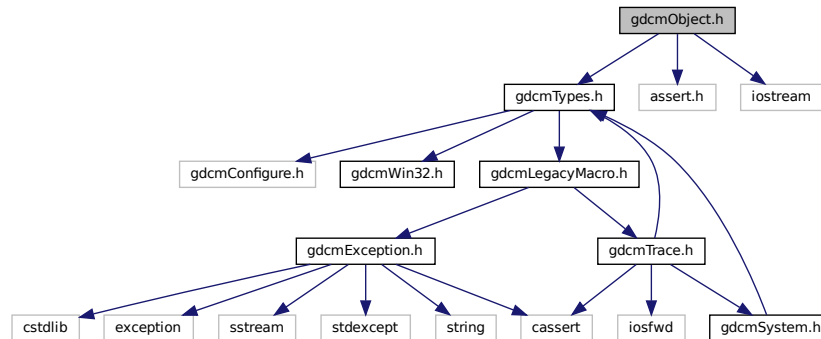 gdcmObject.h
gdcmTypes.h
assert.h
iostream
gdcmConfigure.h
gdcmWin32.h
gdcmLegacyMacro.h
gdcmException.h
gdcmTrace.h
cstdlib
exception
sstream
stdexcept
string
cassert
iosfwd
gdcmSystem.h